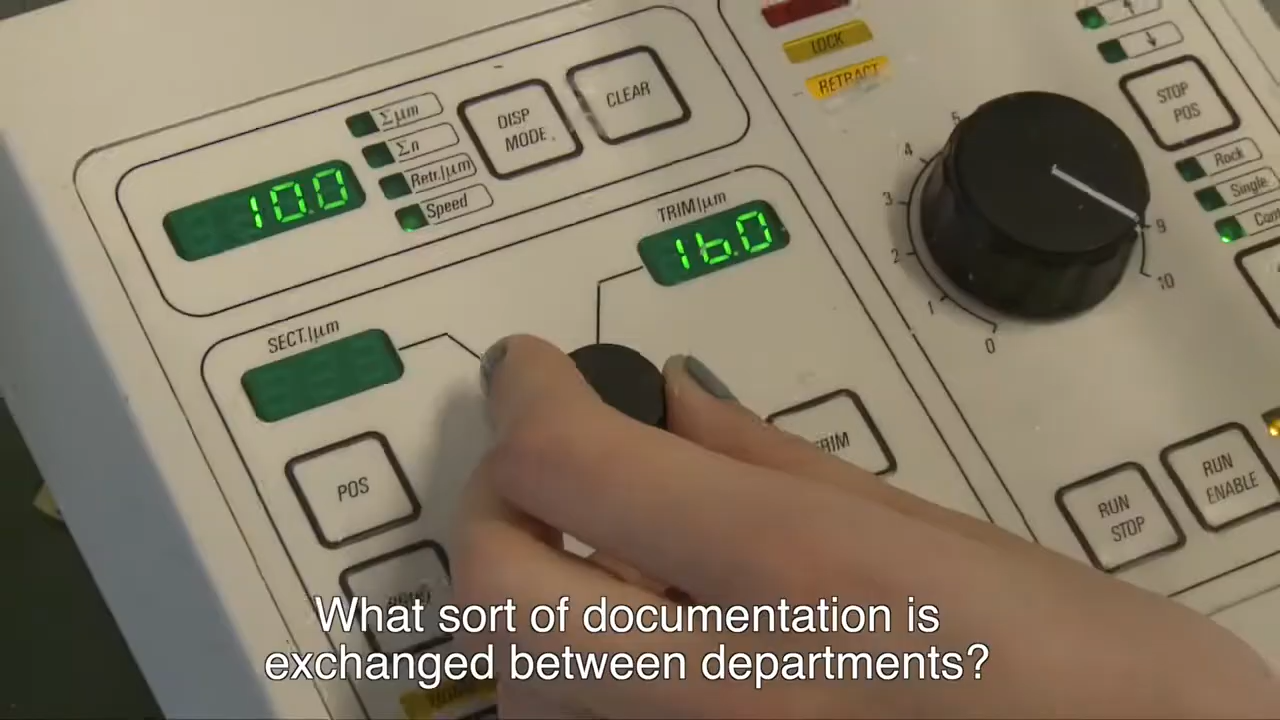 LOCK
RETRACT
STOP
POS
Rock
Single
Σμm
Σn
Retr./μm
Speed
DISP
MODE
CLEAR
10.0
TRIM/μm
16.0
SECT./μm
5
4
3
2
1
0
9
10
POS
RUN
STOP
RUN
ENABLE
What sort of documentation is
exchanged between departments?